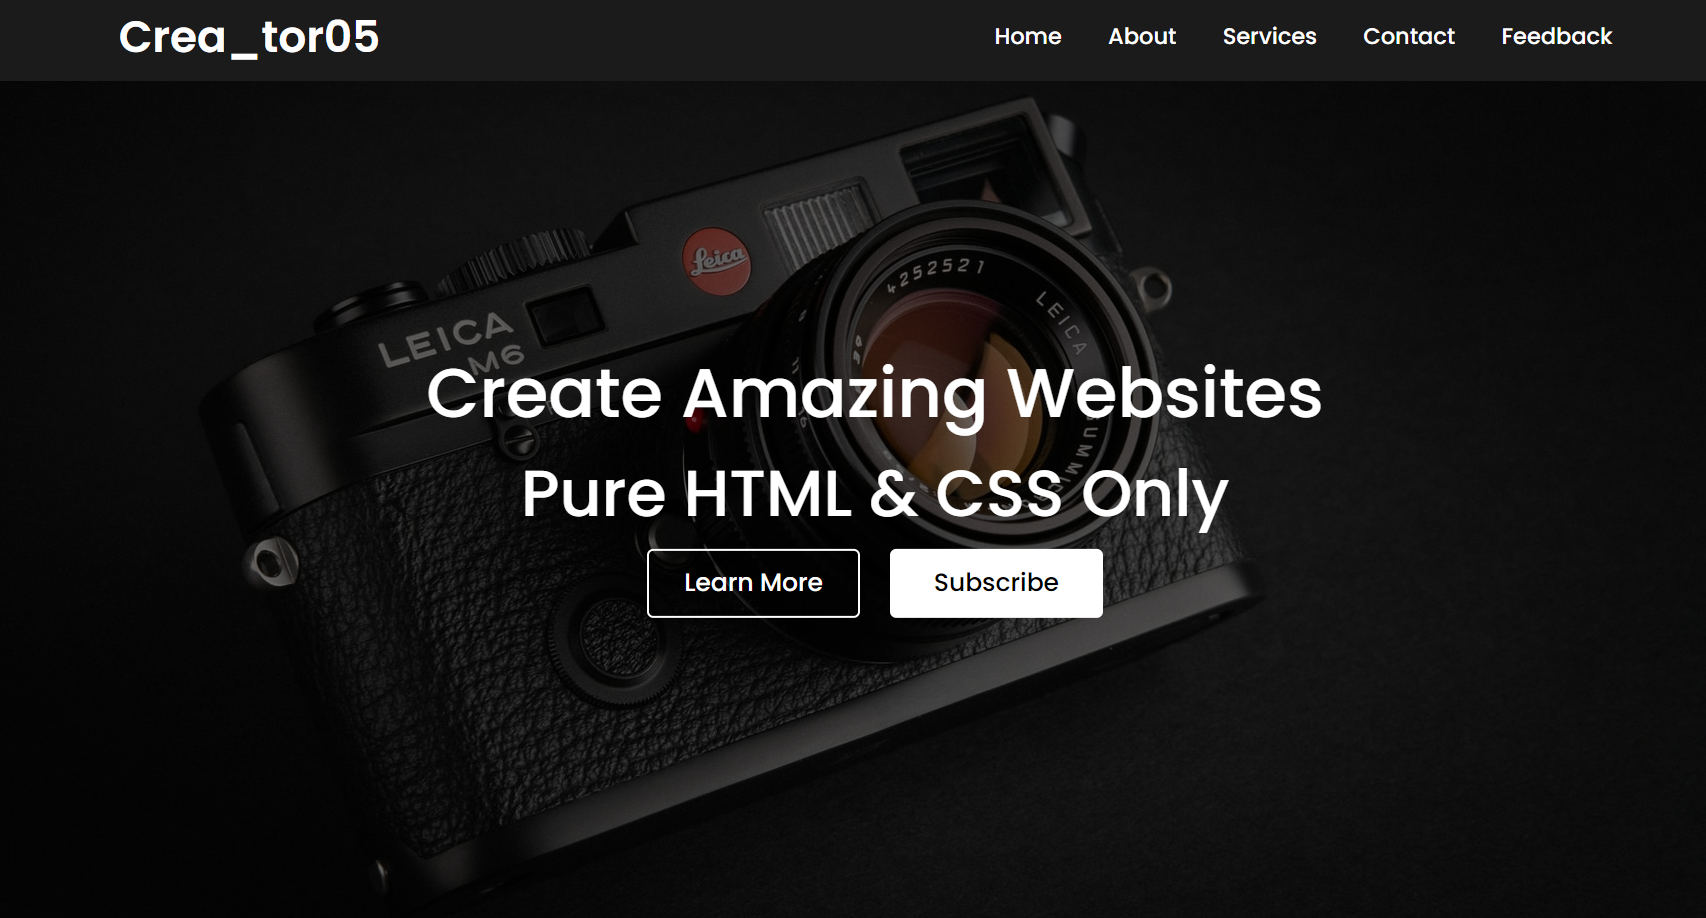 Crea_tor05
Home About Services Contact Feedback
Leica
4252521
LEICA
LEICA
M6
Create Amazing Websites
Pure HTML & CSS Only
Learn More Subscribe